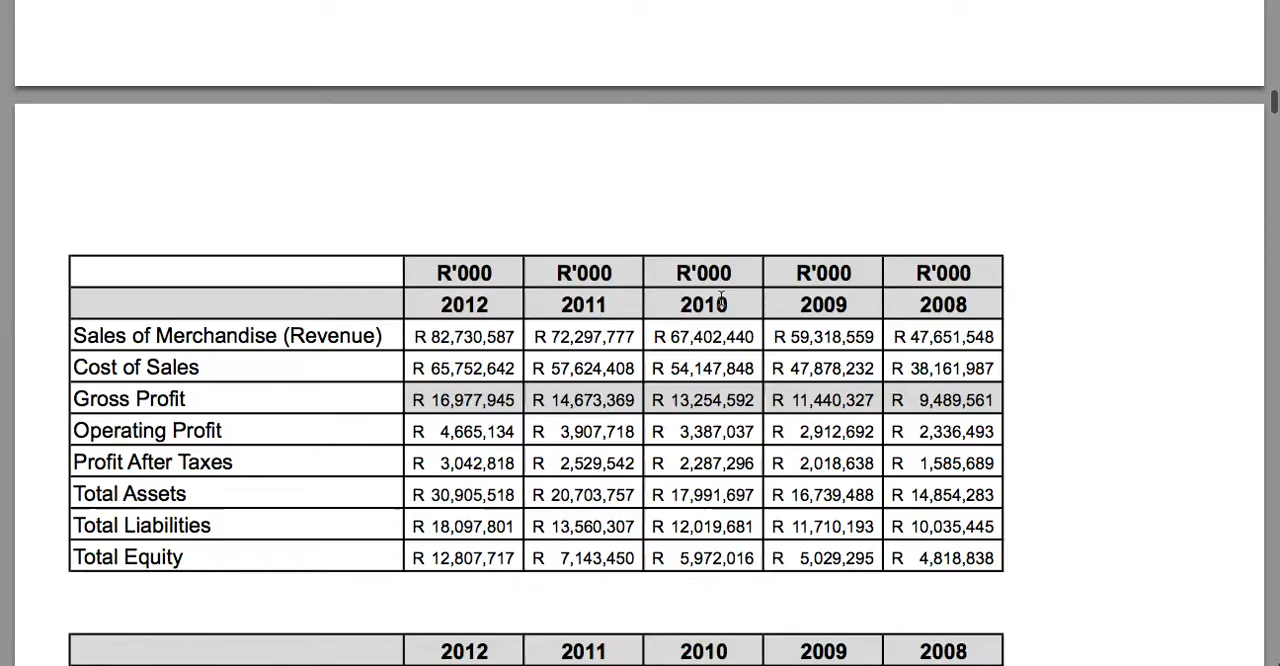 R'000 R'000 R'000 R'000 R'000
2012 2011 2010 2009 2008
Sales of Merchandise (Revenue) R 82,730,587 R 72,297,777 R 67,402,440 R 59,318,559 R 47,651,548
Cost of Sales R 65,752,642 R 57,624,408 R 54,147,848 R 47,878,232 R 38,161,987
Gross Profit R 16,977,945 R 14,673,369 R 13,254,592 R 11,440,327 R 9,489,561
Operating Profit R 4,665,134 R 3,907,718 R 3,387,037 R 2,912,692 R 2,336,493
Profit After Taxes R 3,042,818 R 2,529,542 R 2,287,296 R 2,018,638 R 1,585,689
Total Assets R 30,905,518 R 20,703,757 R 17,991,697 R 16,739,488 R 14,854,283
Total Liabilities R 18,097,801 R 13,560,307 R 12,019,681 R 11,710,193 R 10,035,445
Total Equity R 12,807,717 R 7,143,450 R 5,972,016 R 5,029,295 R 4,818,838
2012 2011 2010 2009 2008